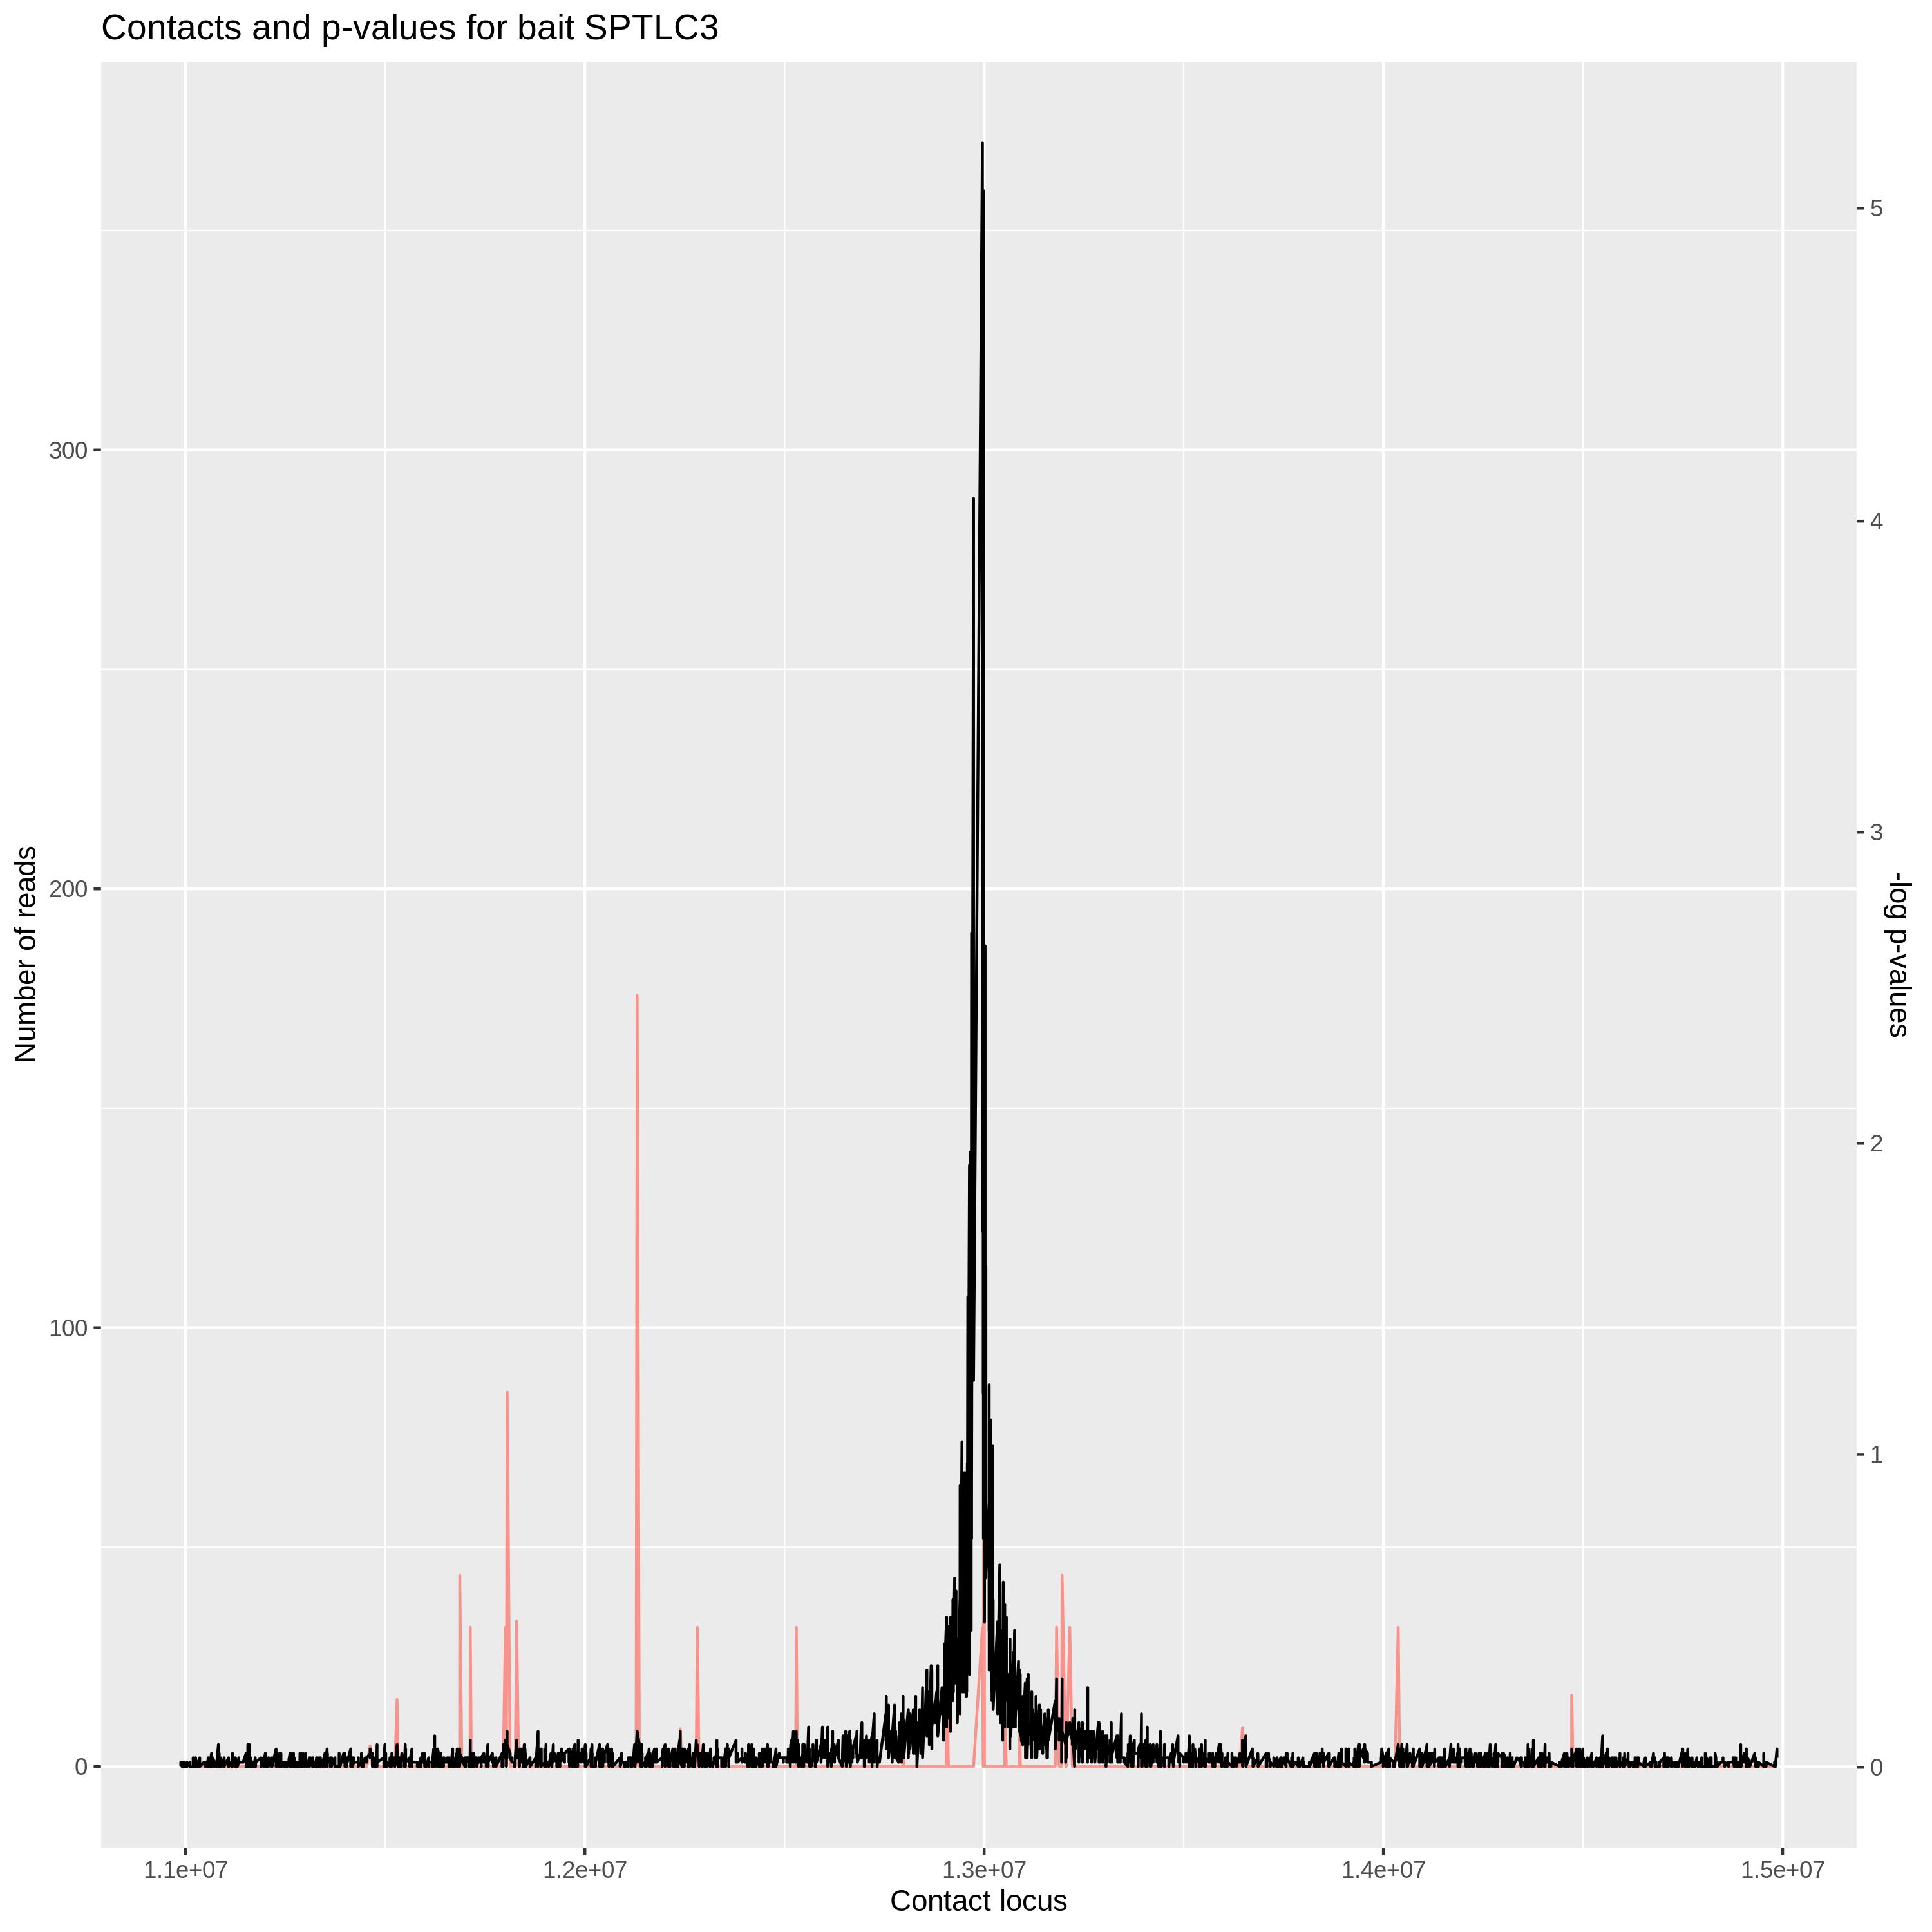 Contacts and p-values for bait SPTLC3
Number of reads
300
200
100
0
5
4
3
2
1
0
-log p-values
1.1e+07 1.2e+07 1.3e+07 1.4e+07 1.5e+07
Contact locus